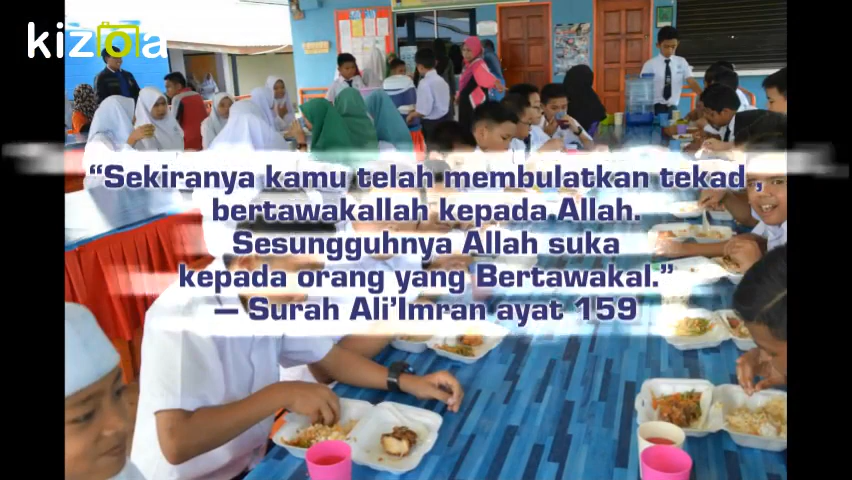 kizoa
“Sekiranya kamu telah membulatkan tekad ,
bertawakallah kepada Allah.
Sesungguhnya Allah suka
kepada orang yang Bertawakal.”
— Surah Ali’Imran ayat 159